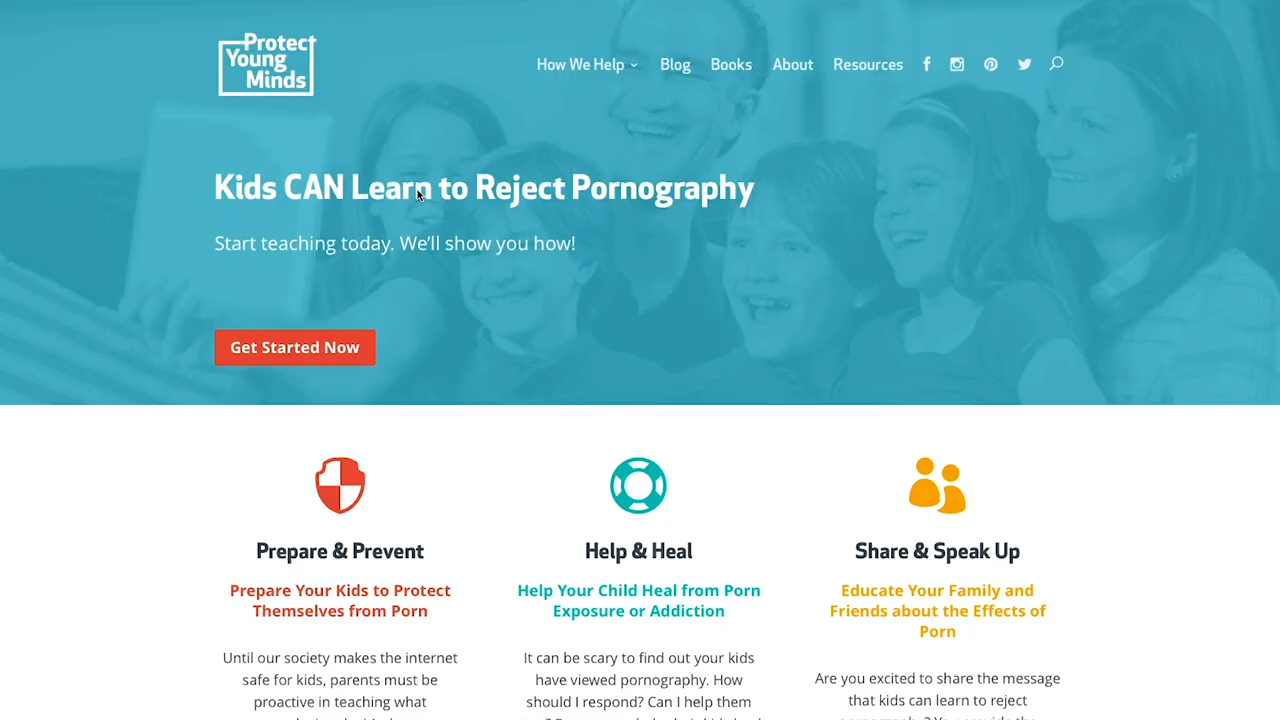 Protect
Young
Minds
How We Help
Blog
Books
About
Resources
Kids CAN Learn to Reject Pornography
Start teaching today. We'll show you how!
Get Started Now
Prepare & Prevent
Prepare Your Kids to Protect
Themselves from Porn
Until our society makes the internet
safe for kids, parents must be
proactive in teaching what
Help & Heal
Help Your Child Heal from Porn
Exposure or Addiction
It can be scary to find out your kids
have viewed pornography. How
should I respond? Can I help them
Share & Speak Up
Educate Your Family and
Friends about the Effects of
Porn
Are you excited to share the message
that kids can learn to reject